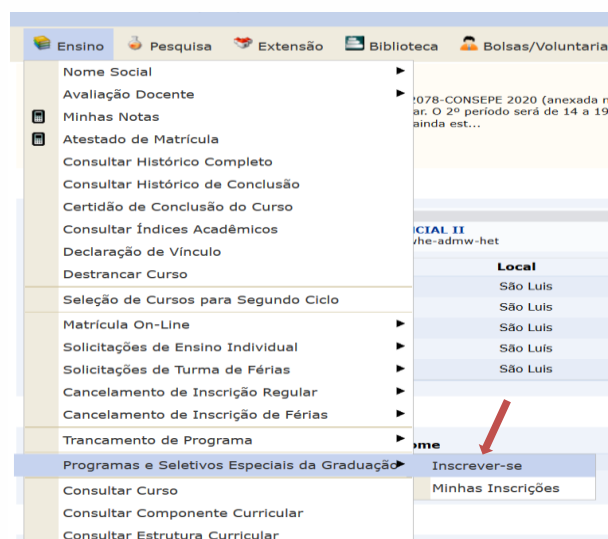 Ensino Pesquisa Extensão Biblioteca Bolsas/Voluntaria
Nome Social
Avaliação Docente
Minhas Notas
Atestado de Matrícula
Consultar Histórico Completo
Consultar Histórico de Conclusão
Certidão de Conclusão do Curso
Consultar Índices Acadêmicos
Declaração de Vínculo
Destrancar Curso
Seleção de Cursos para Segundo Ciclo
Matrícula On-Line
Solicitações de Ensino Individual
Solicitações de Turma de Férias
Cancelamento de Inscrição Regular
Cancelamento de Inscrição de Férias
Trancamento de Programa
Programas e Seletivos Especiais da Graduação
Consultar Curso
Consultar Componente Curricular
Consultar Estrutura Curricular
Inscrever-se
Minhas Inscrições
2078-CONSEPE 2020 (anexada n
ar. O 2º período será de 14 a 19
ainda est...
CIAL II
vhe-admw-het
Local
São Luis
São Luis
São Luis
São Luís
São Luis
ome